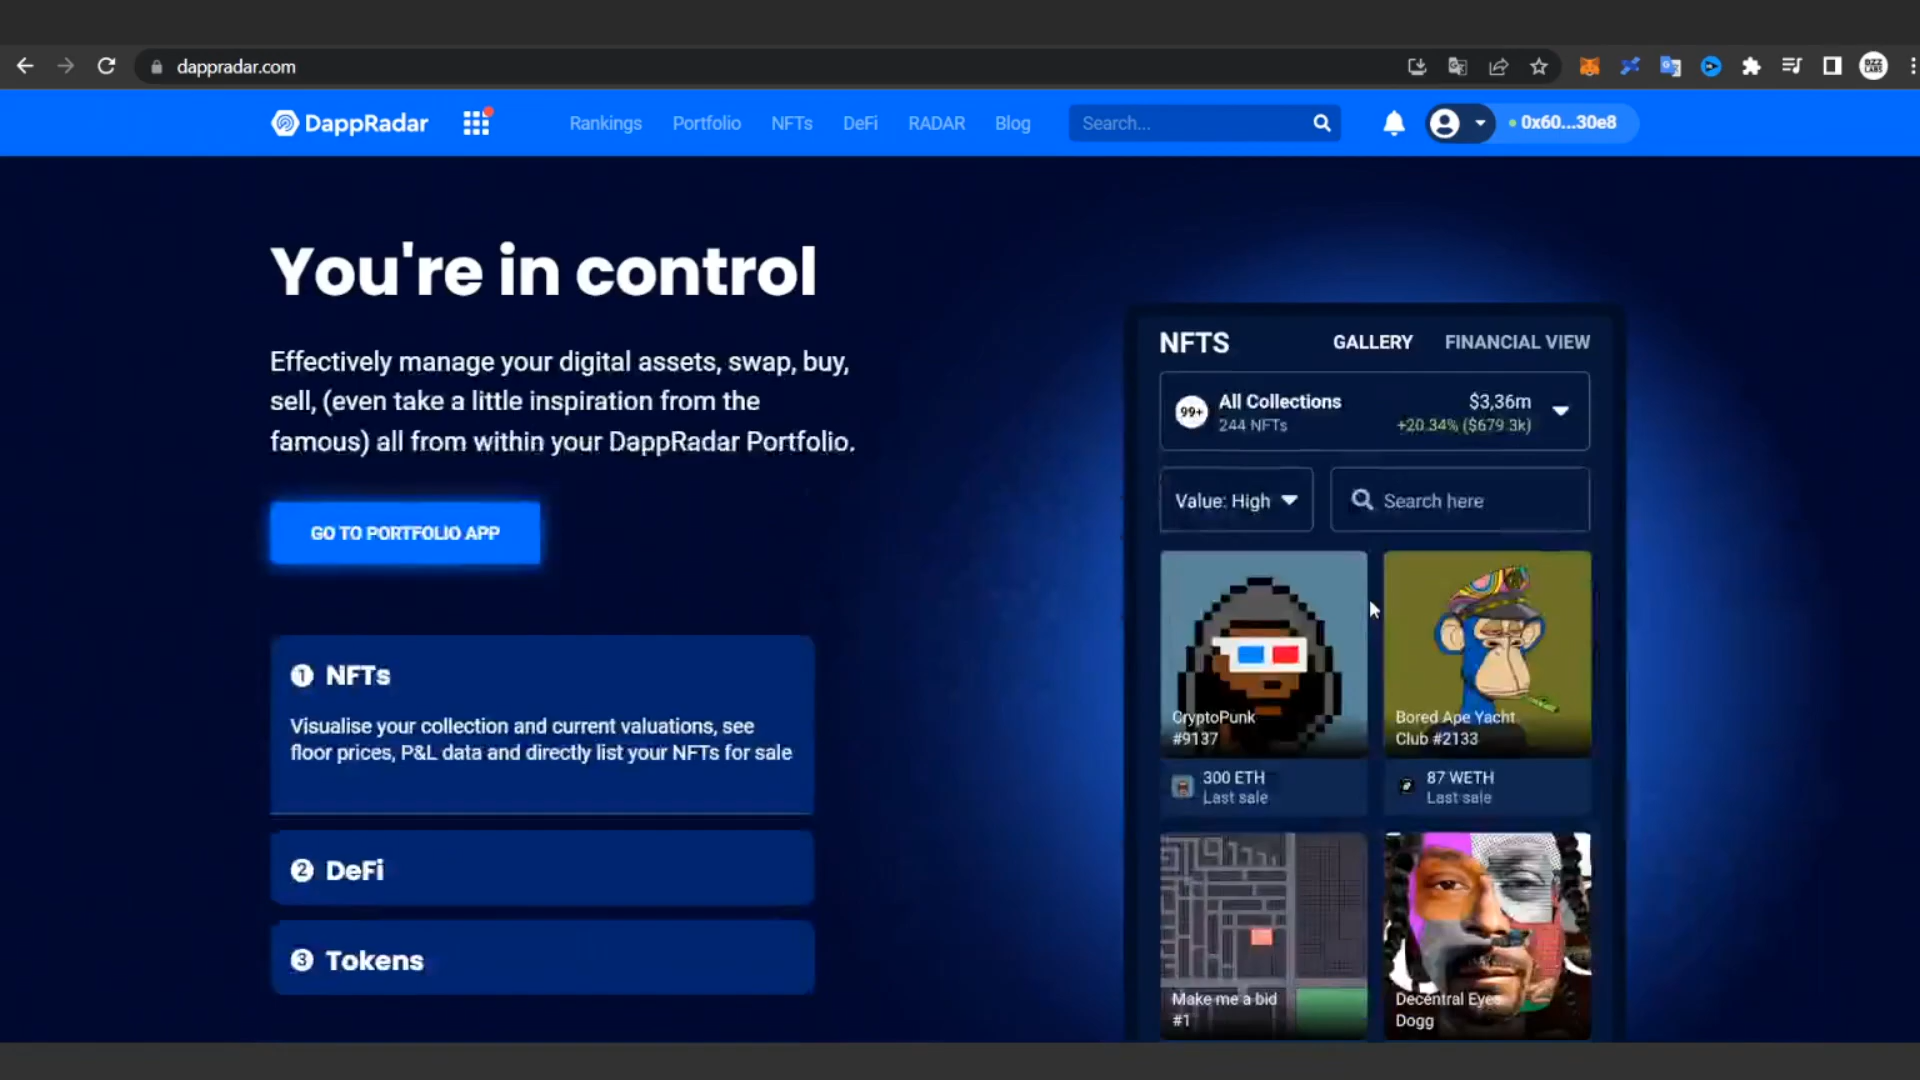 dappradar.com
BZZ
LABS
DappRadar
Rankings
Portfolio
NFTs
DeFi
RADAR
Blog
Search...
0x60...30e8
You're in control
Effectively manage your digital assets, swap, buy,
sell, (even take a little inspiration from the
famous) all from within your DappRadar Portfolio.
GO TO PORTFOLIO APP
1 NFTs
Visualise your collection and current valuations, see
floor prices, P&L data and directly list your NFTs for sale
2 DeFi
3 Tokens
NFTS
GALLERY
FINANCIAL VIEW
99+
All Collections
$3,36m
244 NFTs
+20.34% ($679.3k)
Value: High
Search here
CryptoPunk
#9137
300 ETH
Last sale
Bored Ape Yacht
Club #2133
87 WETH
Last sale
Make me a bid
#1
Decentral Eyes
Dogg